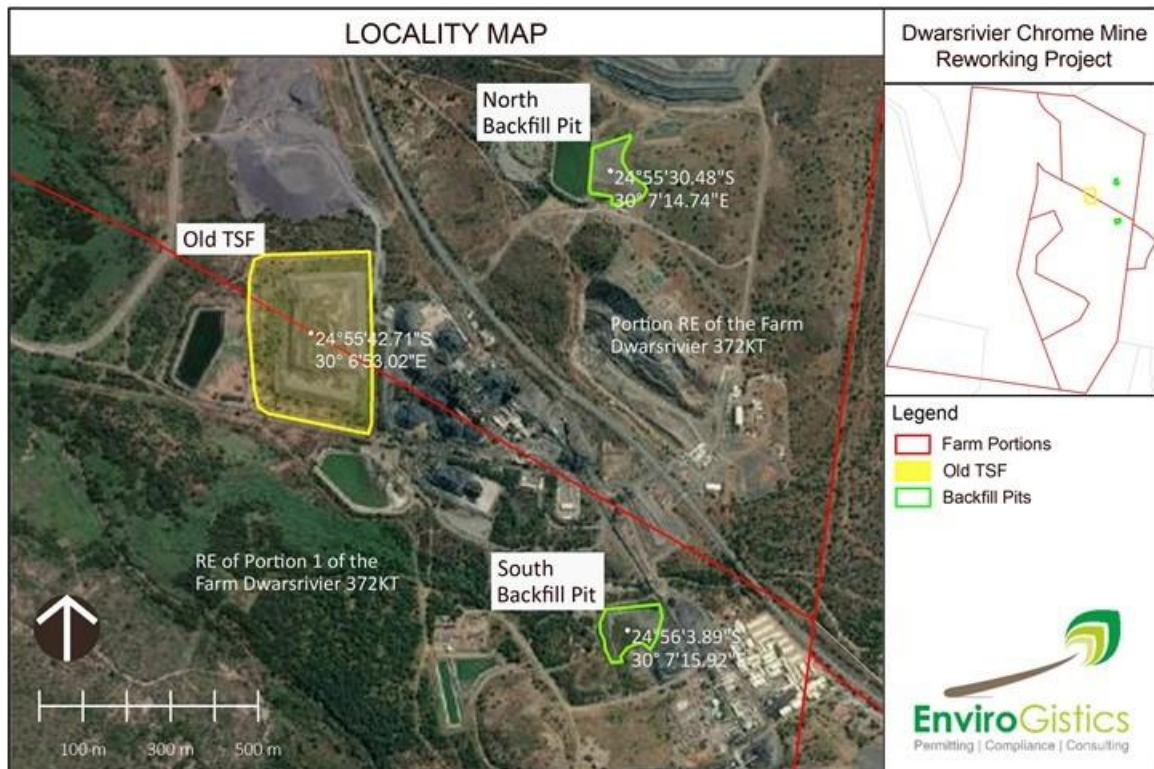 LOCALITY MAP
Dwarsrivier Chrome Mine
Reworking Project
North
Backfill Pit
24°55'30.48"S
30° 7'14.74"E
Old TSF
24°55'42.71"S
30° 6'53.02"E
Portion RE of the Farm
Dwarsrivier 372KT
RE of Portion 1 of the
Farm Dwarsrivier 372KT
South
Backfill Pit
24°56'3.89"S
30° 7'15.92"E
100 m
300 m
500 m
Legend
Farm Portions
Old TSF
Backfill Pits
EnviroGistics
Permitting | Compliance | Consulting